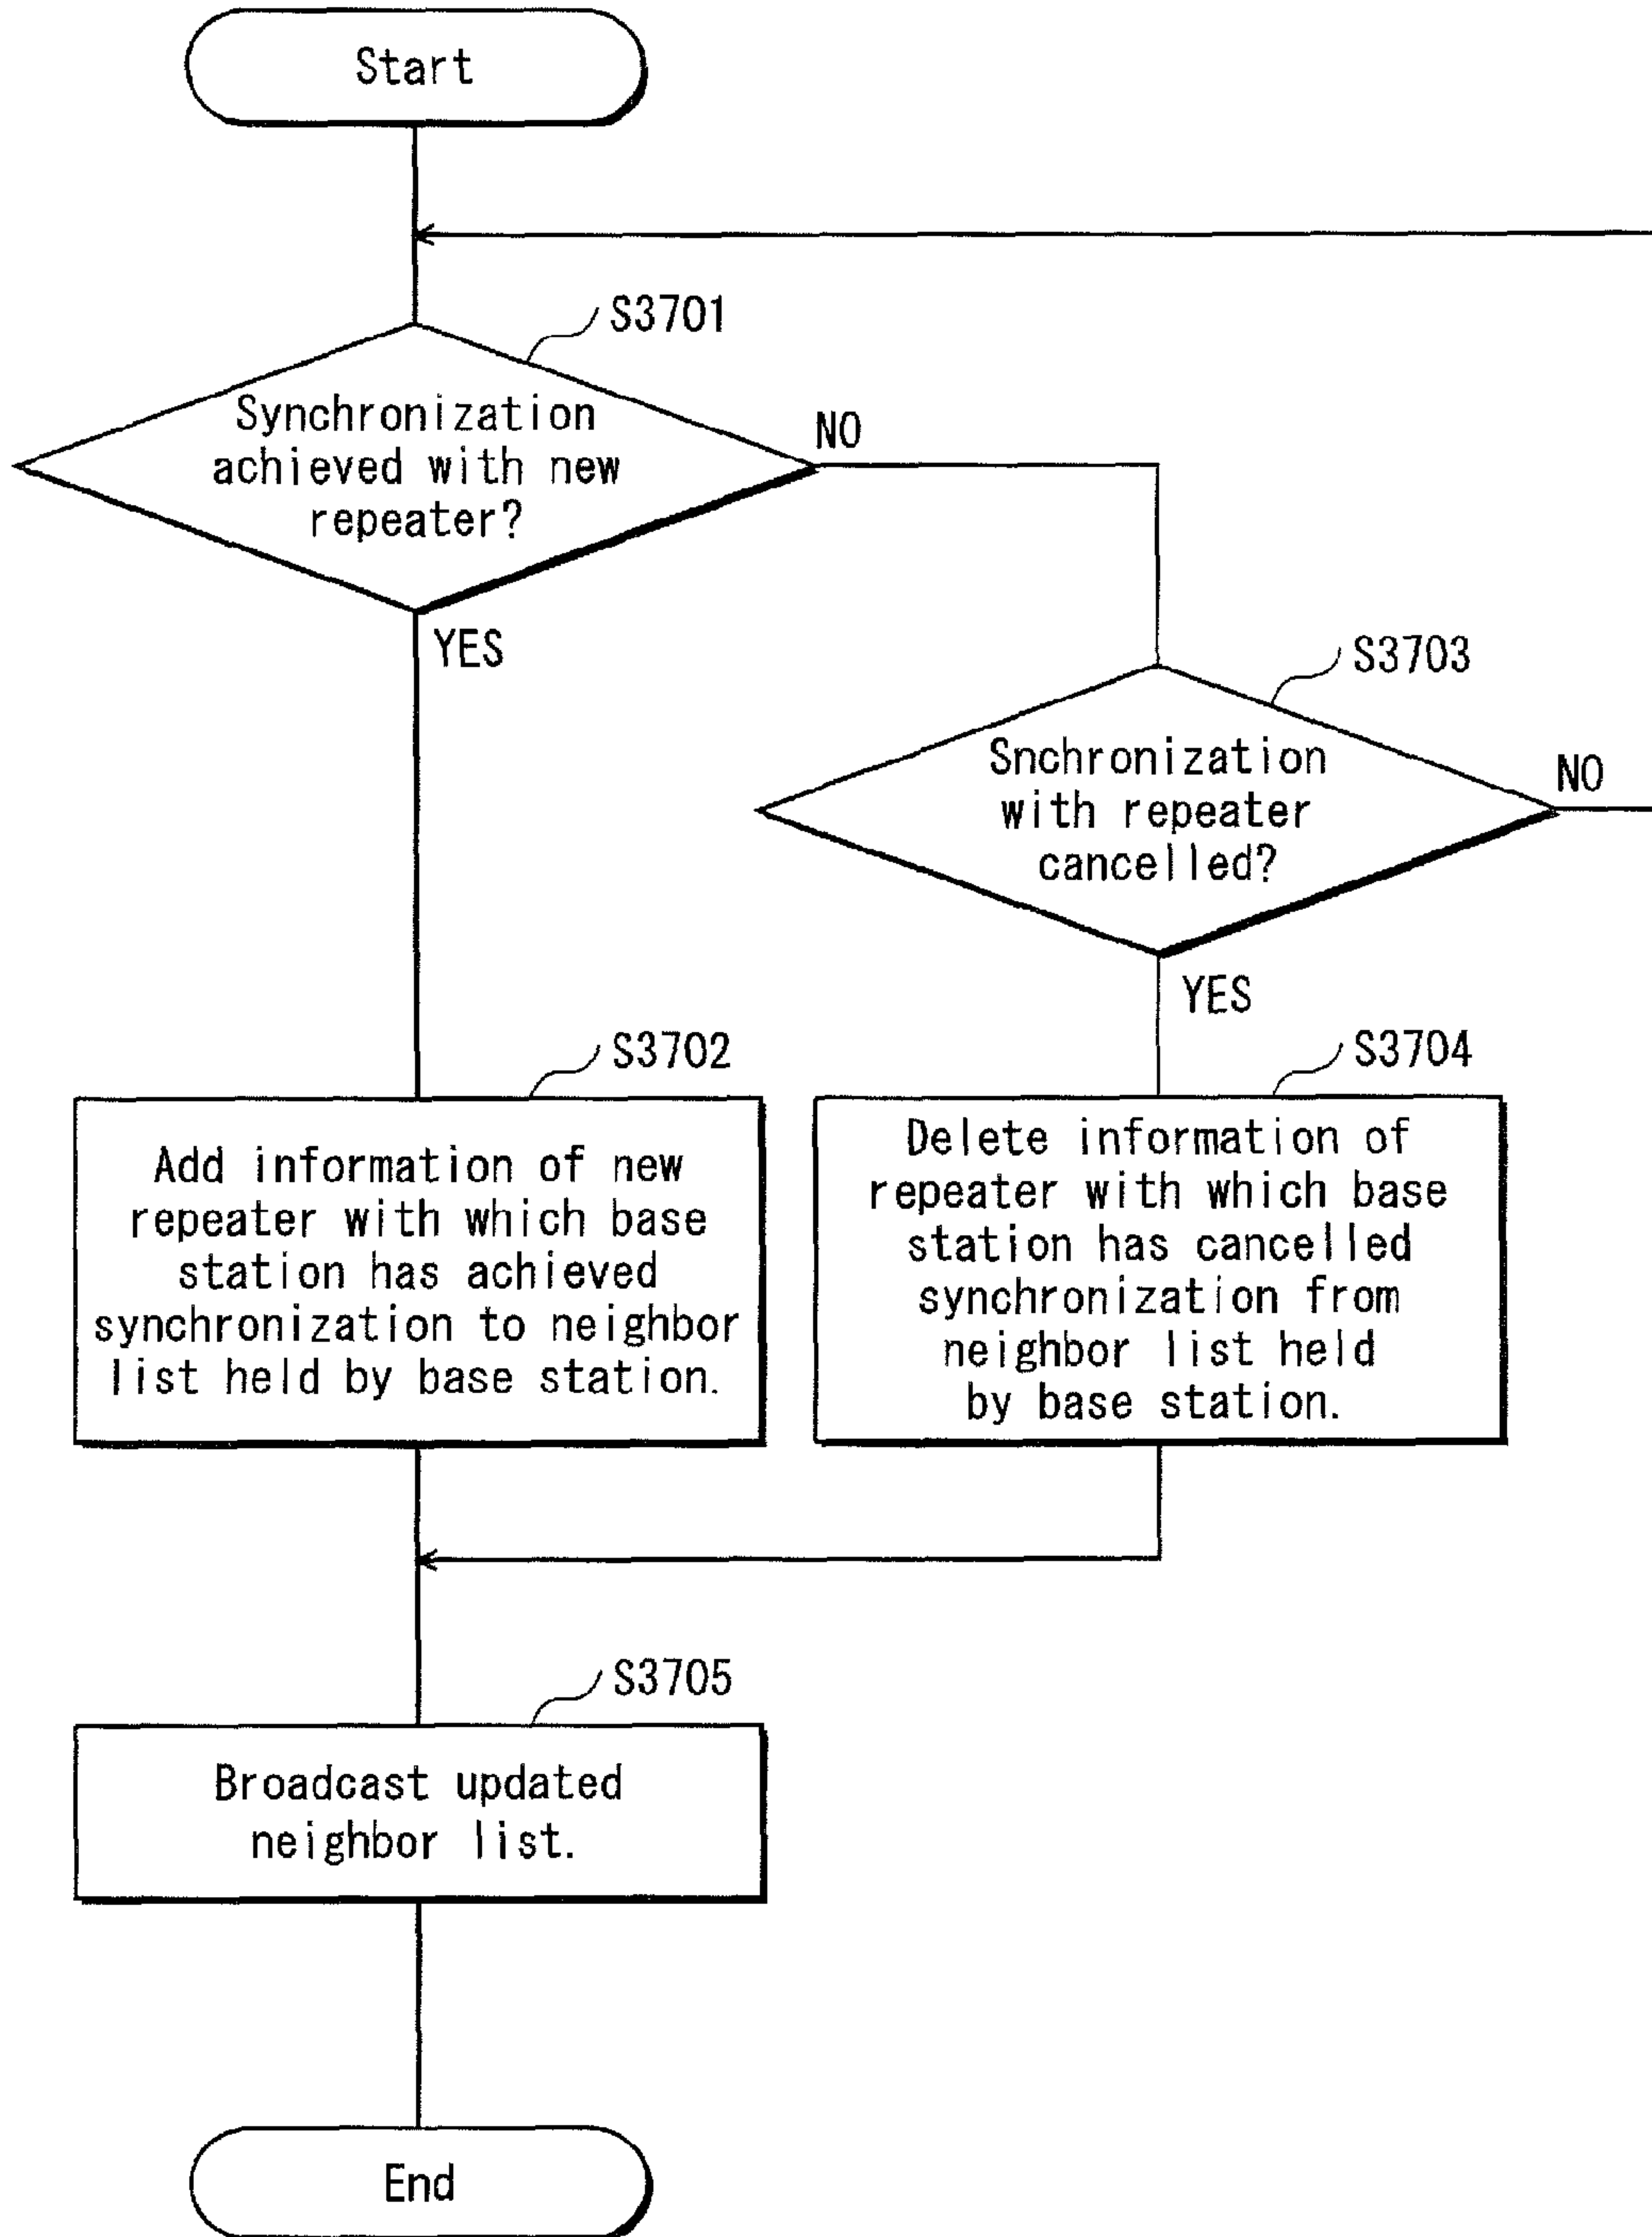 Start
S3701
Synchronization
achieved with new
repeater?
NO
YES
S3703
Snchronization
with repeater
cancelled?
NO
YES
S3702
Add information of new
repeater with which base
station has achieved
synchronization to neighbor
list held by base station.
S3704
Delete information of
repeater with which base
station has cancelled
synchronization from
neighbor list held
by base station.
S3705
Broadcast updated
neighbor list.
End